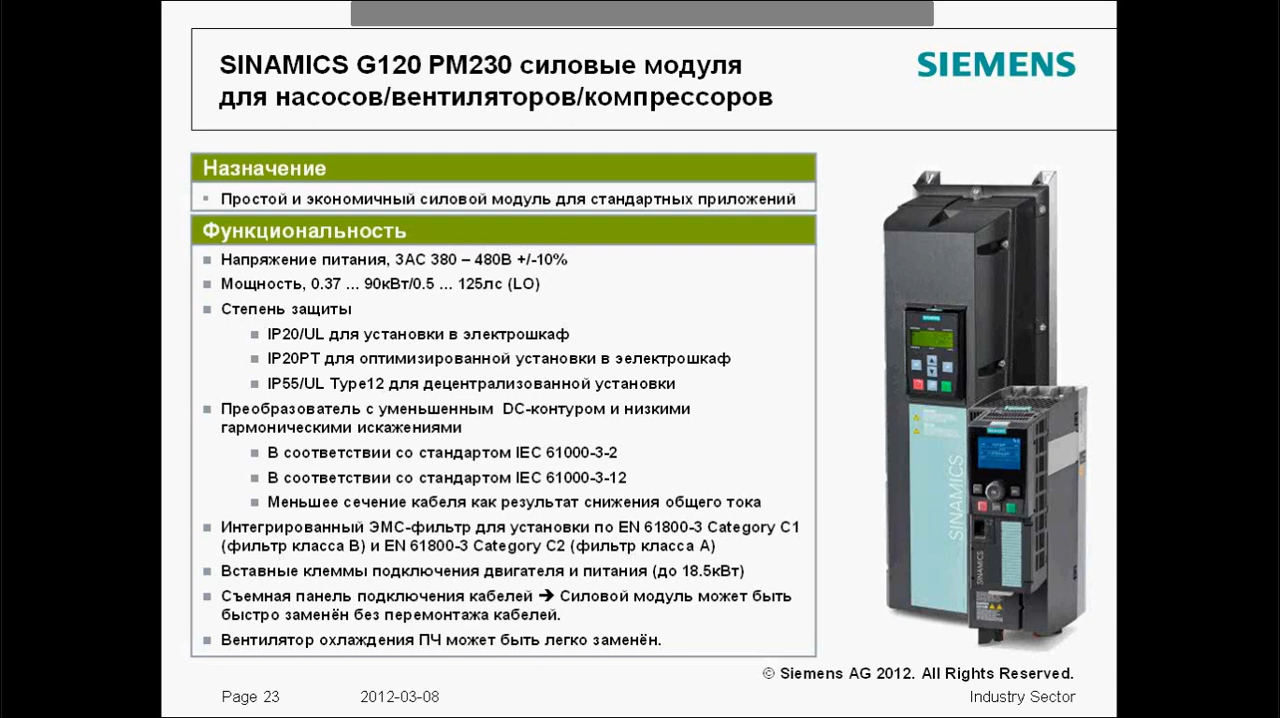 SINAMICS G120 PM230 силовые модуля
для насосов/вентиляторов/компрессоров
SIEMENS
Назначение
Простой и экономичный силовой модуль для стандартных приложений
Функциональность
Напряжение питания, 3AC 380 – 480В +/-10%
Мощность, 0.37 ... 90кВт/0.5 ... 125лс (LO)
Степень защиты
IP20/UL для установки в электрошкаф
IP20PT для оптимизированной установки в эелектрошкаф
IP55/UL Type12 для децентрализованной установки
Преобразователь с уменьшенным DC-контуром и низкими
гармоническими искажениями
В соответствии со стандартом IEC 61000-3-2
В соответствии со стандартом IEC 61000-3-12
Меньшее сечение кабеля как результат снижения общего тока
Интегрированный ЭМС-фильтр для установки по EN 61800-3 Category C1
(фильтр класса B) и EN 61800-3 Category C2 (фильтр класса A)
Вставные клеммы подключения двигателя и питания (до 18.5кВт)
Съемная панель подключения кабелей ➔ Силовой модуль может быть
быстро заменён без перемонтажа кабелей.
Вентилятор охлаждения ПЧ может быть легко заменён.
SIEMENS
SINAMICS
SIEMENS
SINAMICS
© Siemens AG 2012. All Rights Reserved.
Page 23
2012-03-08
Industry Sector